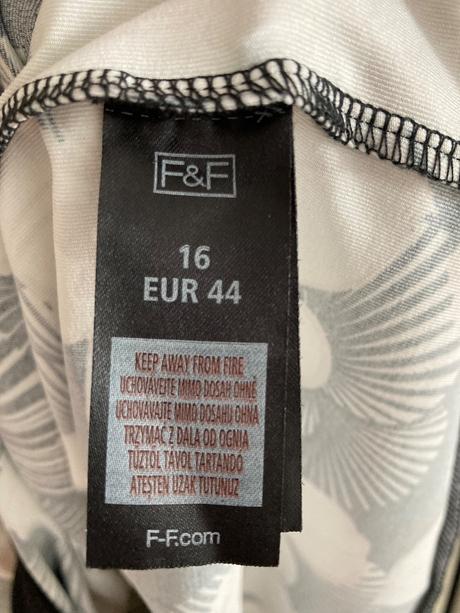 F&F
16
EUR 44
KEEP AWAY FROM FIRE
UCHOVÁVEJTE MIMO DOSAH OHNĚ
UCHOVÁVAJTE MIMO DOSAHU OHŇA
TRZYMAĆ Z DALA OD OGNIA
TŰZTŐL TÁVOL TARTANDÓ
ATEŞTEN UZAK TUTUNUZ
F-F.com